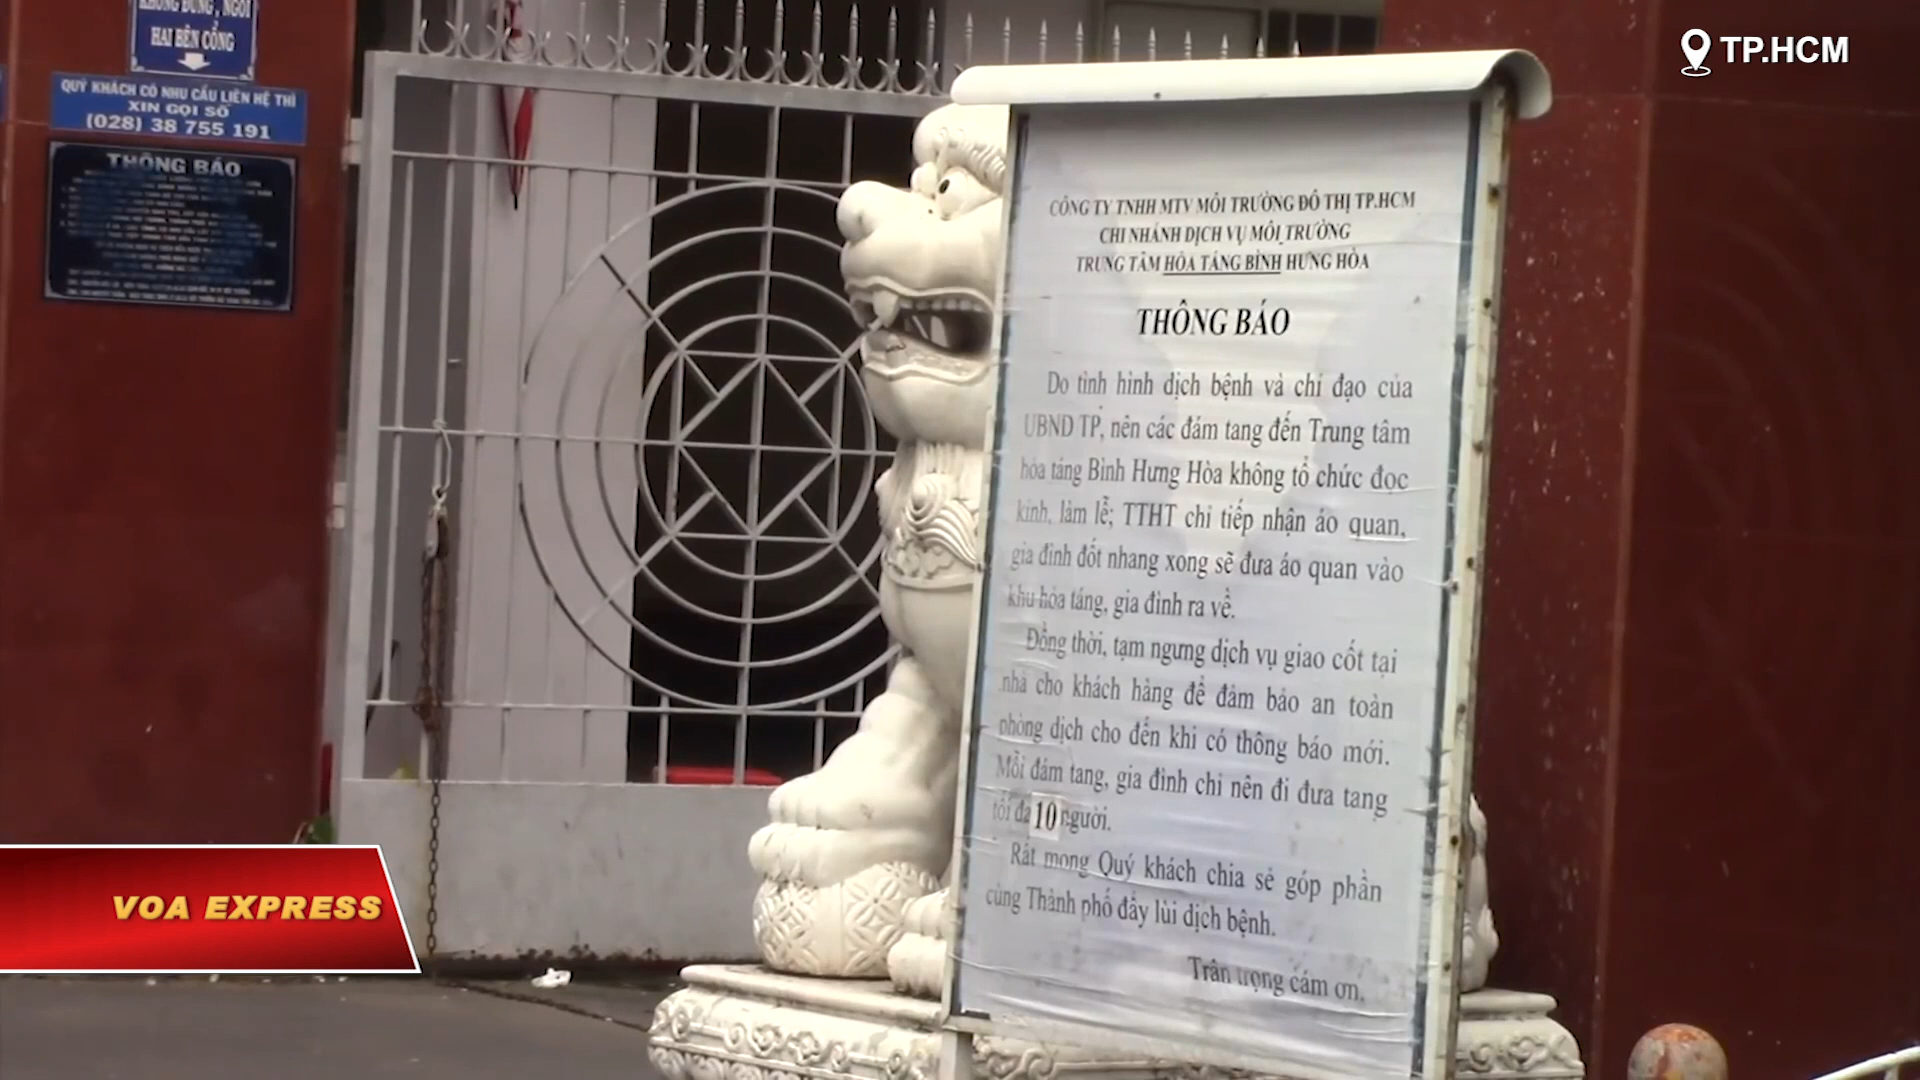 KHÔNG ĐỨNG, NGỒI
HAI BÊN CỔNG
QUÝ KHÁCH CÓ NHU CẦU LIÊN HỆ THÌ
XIN GỌI SỐ
(028) 38 755 191
THÔNG BÁO
TP.HCM
CÔNG TY TNHH MTV MÔI TRƯỜNG ĐÔ THỊ TP.HCM
CHI NHÁNH DỊCH VỤ MÔI TRƯỜNG
TRUNG TÂM HỎA TÁNG BÌNH HƯNG HÒA
THÔNG BÁO
Do tình hình dịch bệnh và chỉ đạo của
UBND TP, nên các đám tang đến Trung tâm
hỏa táng Bình Hưng Hòa không tổ chức đọc
kinh, làm lễ; TTHT chỉ tiếp nhận áo quan,
gia đình đốt nhang xong sẽ đưa áo quan vào
khu hỏa táng, gia đình ra về.
Đồng thời, tạm ngưng dịch vụ giao cốt tại
nhà cho khách hàng để đảm bảo an toàn
phòng dịch cho đến khi có thông báo mới.
Mỗi đám tang, gia đình chỉ nên đi đưa tang
tối đa 10 người.
Rất mong Quý khách chia sẻ góp phần
cùng Thành phố đẩy lùi dịch bệnh.
Trân trọng cám ơn.
VOA EXPRESS